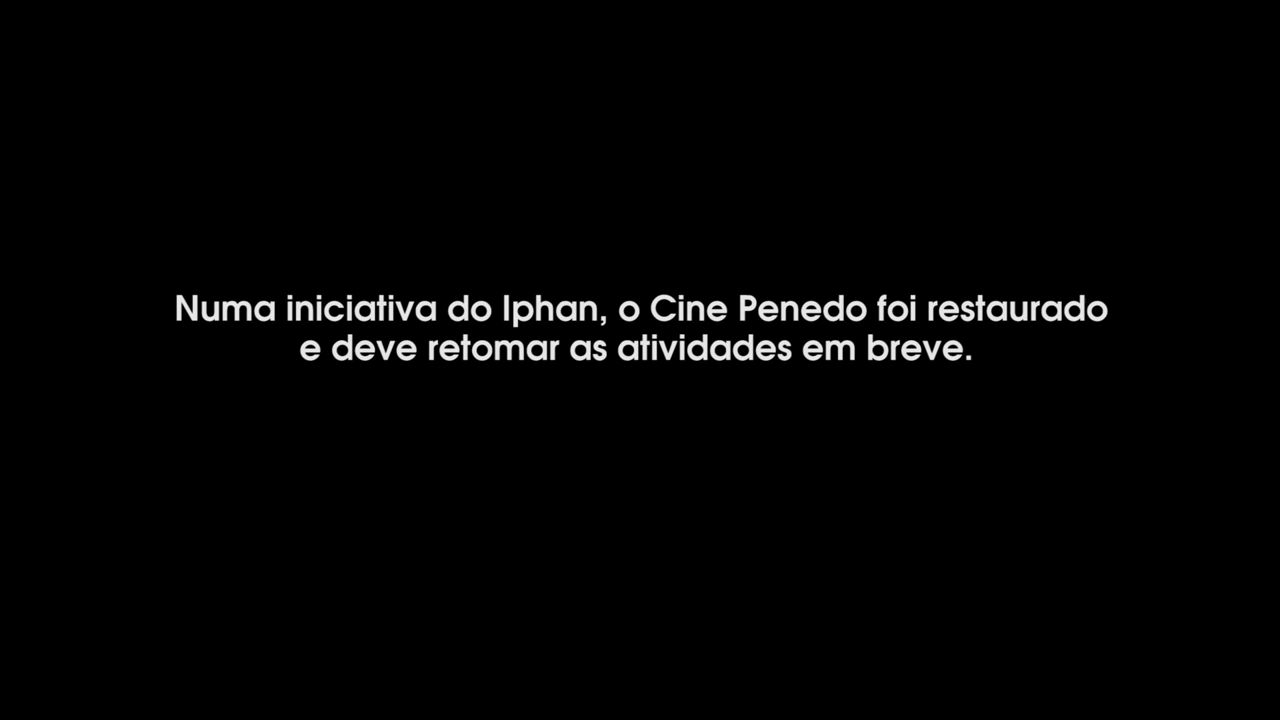 Numa iniciativa do Iphan, o Cine Penedo foi restaurado
e deve retomar as atividades em breve.